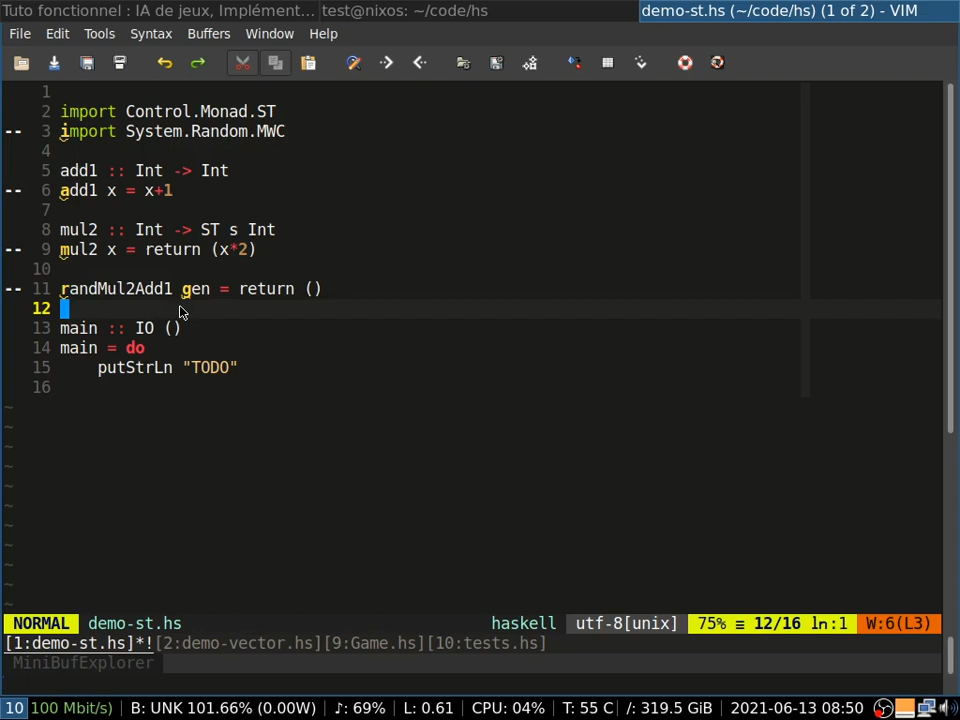 Tuto fonctionnel : IA de jeux, Implément... test@nixos: ~/code/hs demo-st.hs (~/code/hs) (1 of 2) - VIM
File Edit Tools Syntax Buffers Window Help
1
2 import Control.Monad.ST
-- 3 import System.Random.MWC
4
5 add1 :: Int -> Int
-- 6 add1 x = x+1
7
8 mul2 :: Int -> ST s Int
-- 9 mul2 x = return (x*2)
10
-- 11 randMul2Add1 gen = return ()
12
13 main :: IO ()
14 main = do
15 putStrLn "TODO"
16
~
~
~
~
~
~
~
~
~
~
~
NORMAL demo-st.hs haskell utf-8[unix] 75% ≡ 12/16 ln:1 W:6(L3)
[1:demo-st.hs]*![2:demo-vector.hs][9:Game.hs][10:tests.hs]
MiniBufExplorer
10 100 Mbit/s) B: UNK 101.66% (0.00W) ♪: 69% L: 0.61 CPU: 04% T: 55 C /: 319.5 GiB 2021-06-13 08:50